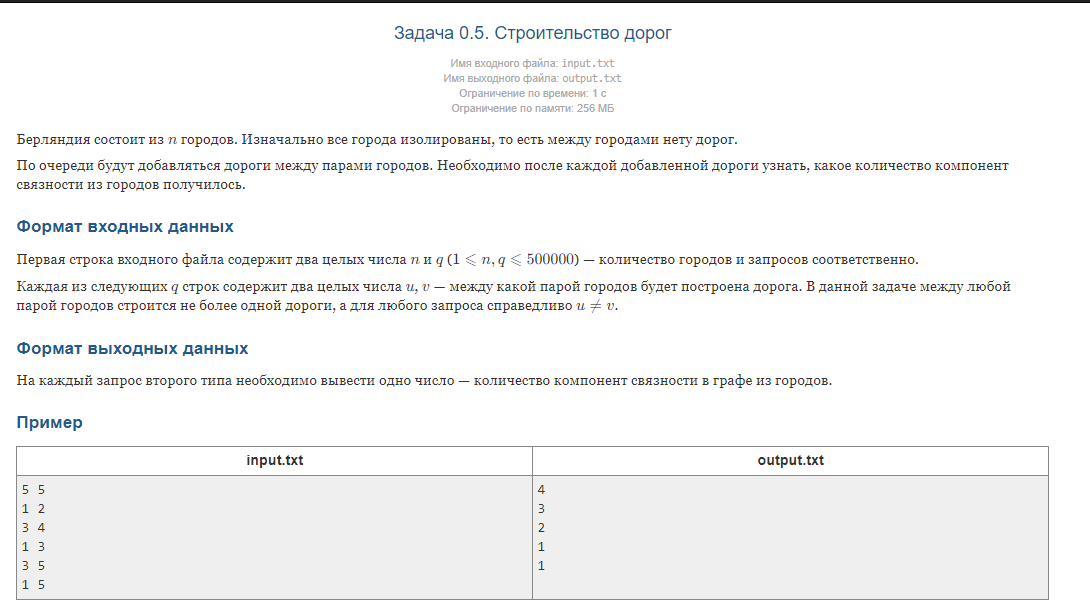 Задача 0.5. Строительство дорог
Имя входного файла: input.txt
Имя выходного файла: output.txt
Ограничение по времени: 1 с
Ограничение по памяти: 256 МБ
Берляндия состоит из n городов. Изначально все города изолированы, то есть между городами нету дорог.
По очереди будут добавляться дороги между парами городов. Необходимо после каждой добавленной дороги узнать, какое количество компонент
связности из городов получилось.
Формат входных данных
Первая строка входного файла содержит два целых числа n и q (1 ⩽ n, q ⩽ 500000) — количество городов и запросов соответственно.
Каждая из следующих q строк содержит два целых числа u, v — между какой парой городов будет построена дорога. В данной задаче между любой
парой городов строится не более одной дороги, а для любого запроса справедливо u ≠ v.
Формат выходных данных
На каждый запрос второго типа необходимо вывести одно число — количество компонент связности в графе из городов.
Пример
input.txt output.txt
5 5 4
1 2 3
3 4 2
1 3 1
3 5 1
1 5